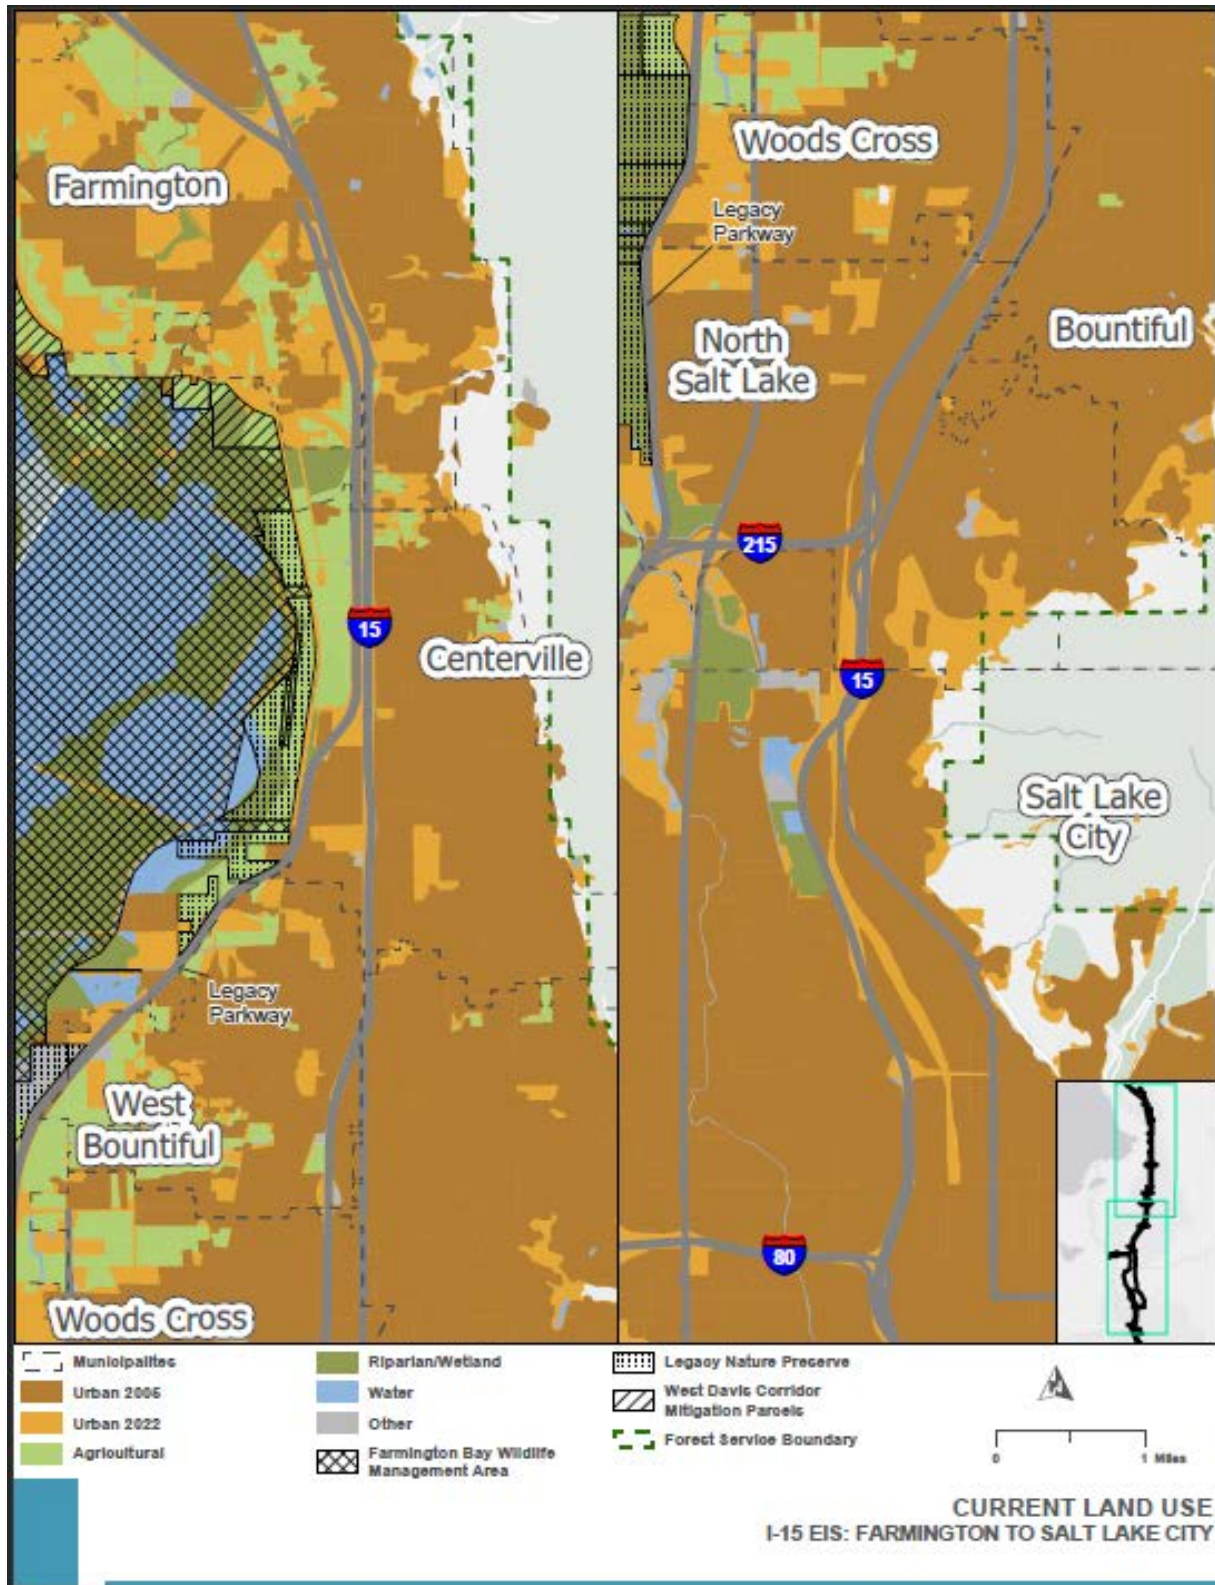 Farmington
15
Centerville
Legacy
Parkway
West
Bountiful
Woods Cross
Woods Cross
Legacy
Parkway
North
Salt Lake
Bountiful
215
15
Salt Lake
City
80
Municipalites
Urban 2005
Urban 2022
Agricultural
Riparian/Wetland
Water
Other
Farmington Bay Wildlife
Management Area
Legacy Nature Preserve
West Davis Corridor
Mitigation Parcels
Forest Service Boundary
0 1 Miles
CURRENT LAND USE
I-15 EIS: FARMINGTON TO SALT LAKE CITY